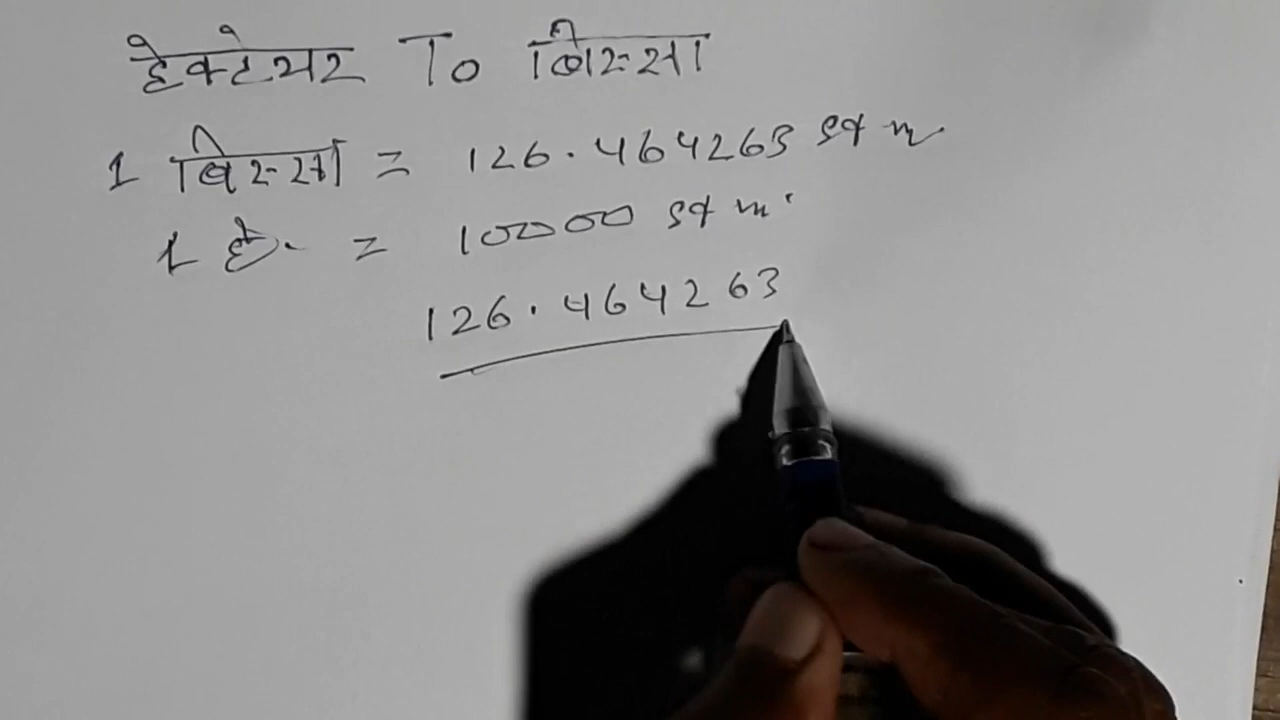 हेक्टेयर To बिस्सा
1 बिस्सा = 126.464263 sq m
1 हे. = 10000 sq m.
126.464263